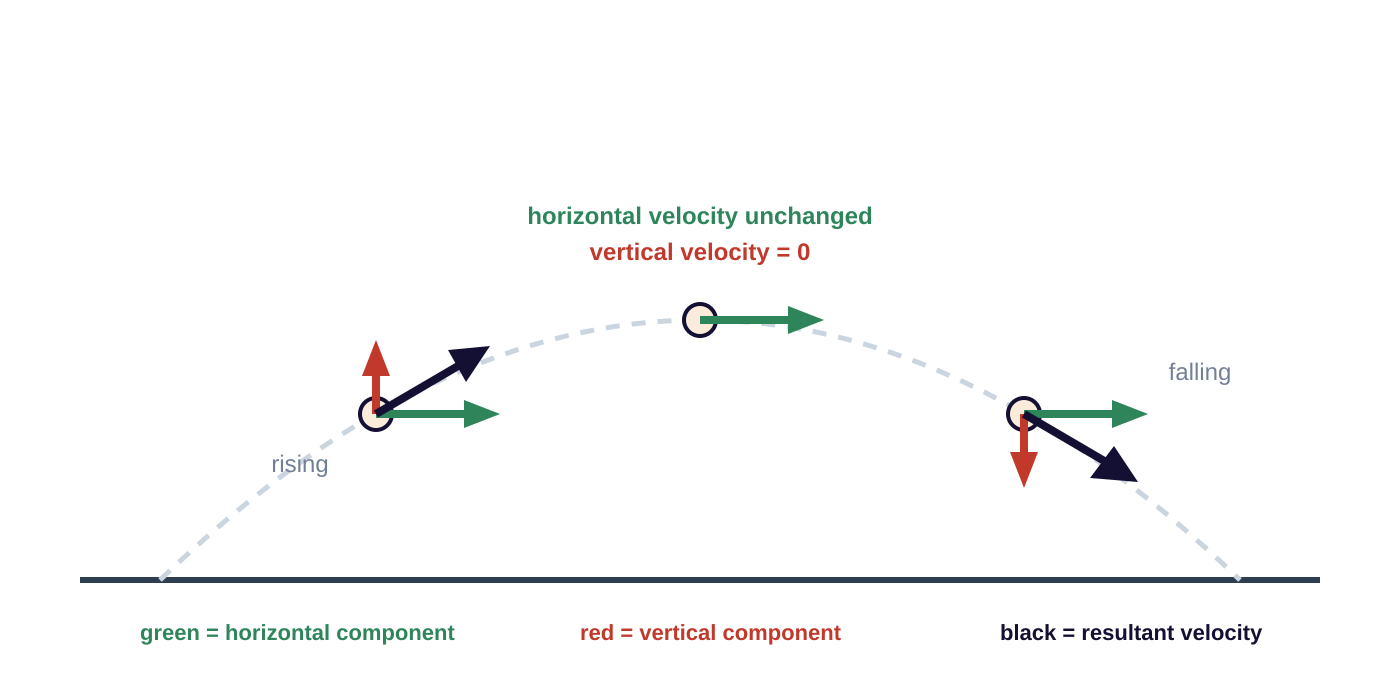 horizontal velocity unchanged
vertical velocity = 0
falling
rising
green = horizontal component
red = vertical component
black = resultant velocity